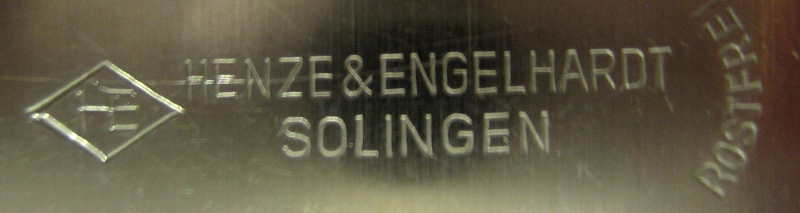 HENZE & ENGELHARDT
SOLINGEN
ROSTFREI